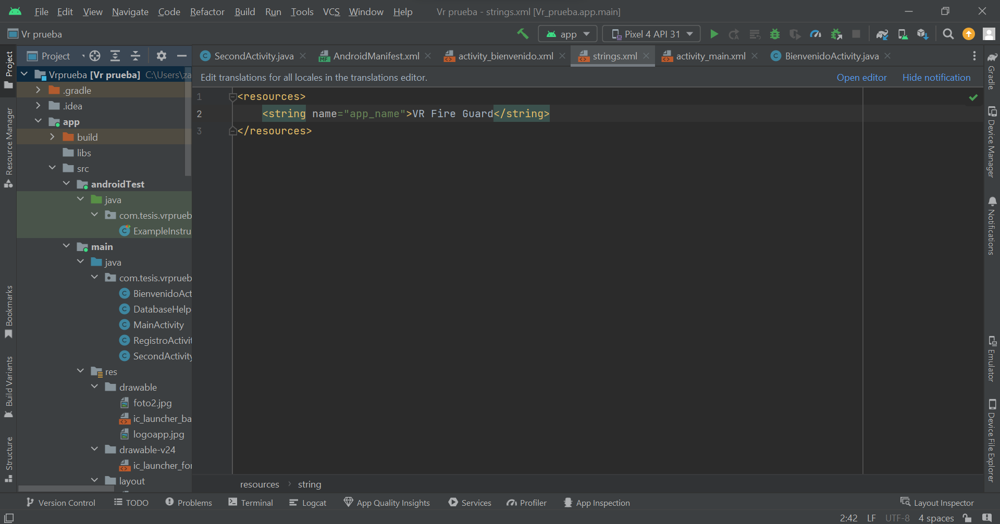 File Edit View Navigate Code Refactor Build Run Tools VCS Window Help Vr prueba - strings.xml [Vr_prueba.app.main]
Vr prueba app Pixel 4 API 31
Project SecondActivity.java AndroidManifest.xml activity_bienvenido.xml strings.xml activity_main.xml BienvenidoActivity.java
Edit translations for all locales in the translations editor. Open editor Hide notification
Project
Resource Manager
Bookmarks
Build Variants
Structure
Vrprueba [Vr prueba] C:\Users\za
.gradle
.idea
app
build
libs
src
androidTest
java
com.tesis.vrprueb
ExampleInstru
main
java
com.tesis.vrprueb
BienvenidoAct
DatabaseHelp
MainActivity
RegistroActivit
SecondActivity
res
drawable
foto2.jpg
ic_launcher_ba
logoapp.jpg
drawable-v24
ic_launcher_for
layout
1 <resources>
2 <string name="app_name">VR Fire Guard</string>
3 </resources>
resources string
Gradle
Device Manager
Notifications
Emulator
Device File Explorer
Version Control TODO Problems Terminal Logcat App Quality Insights Services Profiler App Inspection Layout Inspector
2:42 LF UTF-8 4 spaces